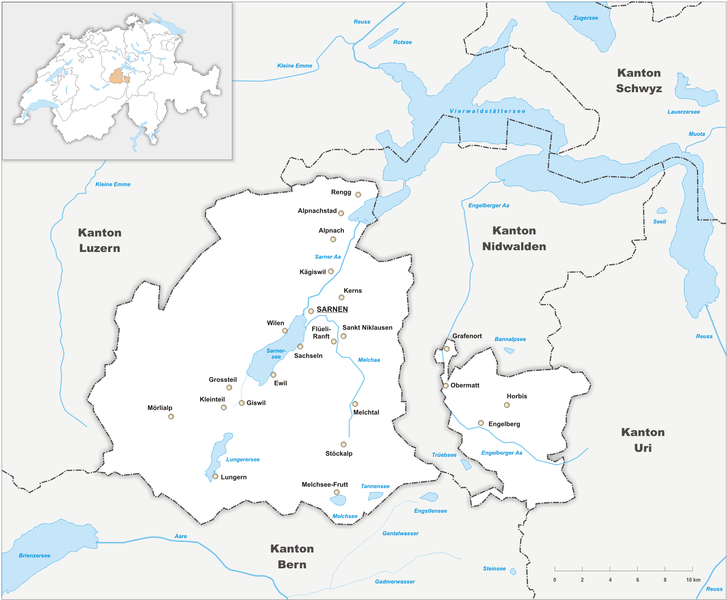 Reuss
Zugersee
Rotsee
Kleine Emme
Kanton
Schwyz
Vierwaldstättersee
Lauerzersee
Muota
Kleine Emme
Rengg
Engelberger Aa
Alpnachstad
Seeli
Kanton
Luzern
Alpnach
Kanton
Nidwalden
Sarner Aa
Kägiswil
Kerns
SARNEN
Wilen
Flüeli-
Ranft
Sankt Niklausen
Reuss
Grafenort
Bannalpsee
Sarner-
see
Sachseln
Melchaa
Ewil
Grossteil
Obermatt
Kleinteil
Giswil
Horbis
Mörlialp
Melchtal
Engelberg
Kanton
Uri
Stöckalp
Lungerersee
Trüebsee
Engelberger Aa
Lungern
Melchsee-Frutt
Tannensee
Engstlensee
Melchsee
Aare
Gentalwasser
Brienzersee
Kanton
Bern
Steinsee
Gadmerwasser
0 2 4 6 8 10 km
Reuss